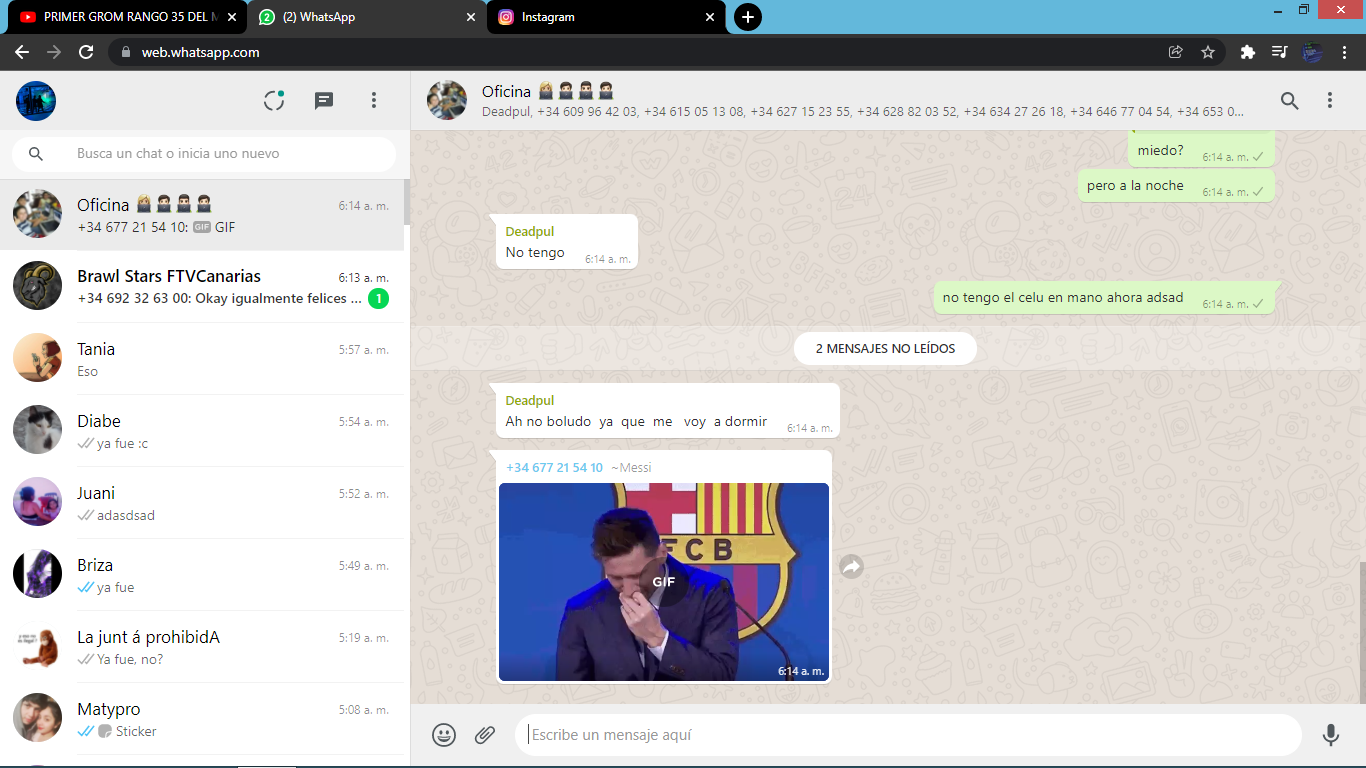 PRIMER GROM RANGO 35 DEL M
(2) WhatsApp
Instagram
web.whatsapp.com
Busca un chat o inicia uno nuevo
Oficina
6:14 a. m.
+34 677 21 54 10: GIF GIF
Brawl Stars FTVCanarias
6:13 a. m.
+34 692 32 63 00: Okay igualmente felices ...
1
Tania
5:57 a. m.
Eso
Diabe
5:54 a. m.
ya fue :c
Juani
5:52 a. m.
adasdsad
Briza
5:49 a. m.
ya fue
La junt á prohibidA
5:19 a. m.
Ya fue, no?
Matypro
5:08 a. m.
Sticker
Oficina
Deadpul, +34 609 96 42 03, +34 615 05 13 08, +34 627 15 23 55, +34 628 82 03 52, +34 634 27 26 18, +34 646 77 04 54, +34 653 0...
miedo?
6:14 a. m.
pero a la noche
6:14 a. m.
Deadpul
No tengo
6:14 a. m.
no tengo el celu en mano ahora adsad
6:14 a. m.
2 MENSAJES NO LEÍDOS
Deadpul
Ah no boludo ya que me voy a dormir
6:14 a. m.
+34 677 21 54 10 ~Messi
FCB
GIF
6:14 a. m.
Escribe un mensaje aquí